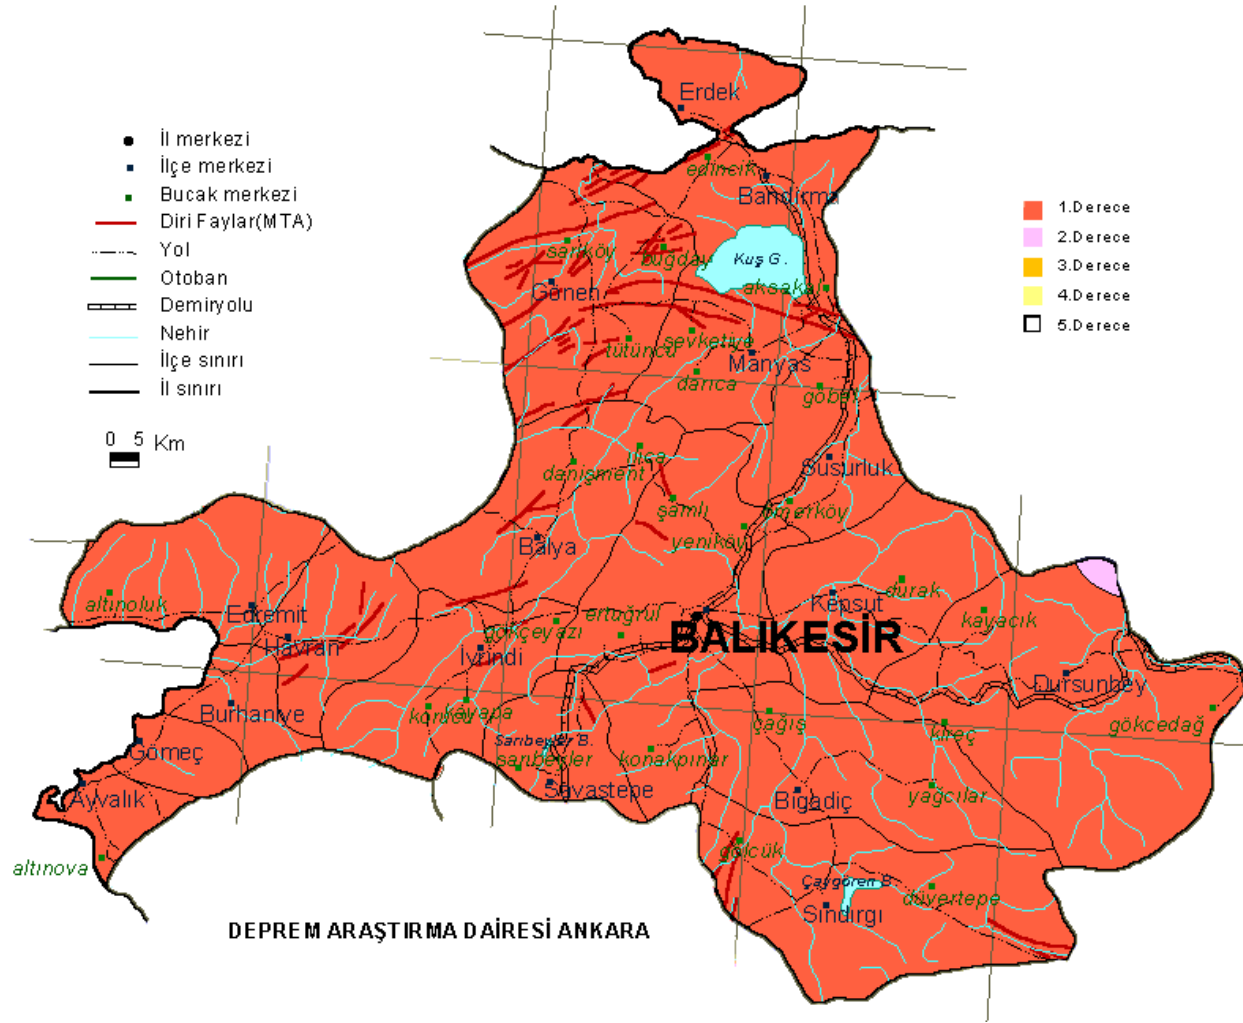 Erdek
İl merkezi
İlçe merkezi
Bucak merkezi
Diri Faylar(MTA)
Yol
Otoban
Demiryolu
Nehir
İlçe sınırı
İl sınırı
0 5 Km
1.Derece
2.Derece
3.Derece
4.Derece
5.Derece
edincik
Bandırma
sarıköy
buğday
Kuş G.
aksakal
Gönen
tütüncü
şevketiye
Manyas
darıca
göbel
ılıca
danişment
Susurluk
şamlı
ömerköy
yeniköy
Balya
altınoluk
Edremit
Havran
ertuğrul
gökçeyazı
İvrindi
Kepsut
durak
kayacık
BALIKESİR
Dursunbey
gökcedağ
Burhaniye
korucu
kayapa
çağış
kireç
Gömeç
Sarıbeyler B.
sarıbeyler
konakpınar
Savastepe
Ayvalık
Bigadiç
yağcılar
altınova
gölcük
Çaygören B.
düvertepe
Sındırgı
DEPREM ARAŞTIRMA DAİRESİ ANKARA